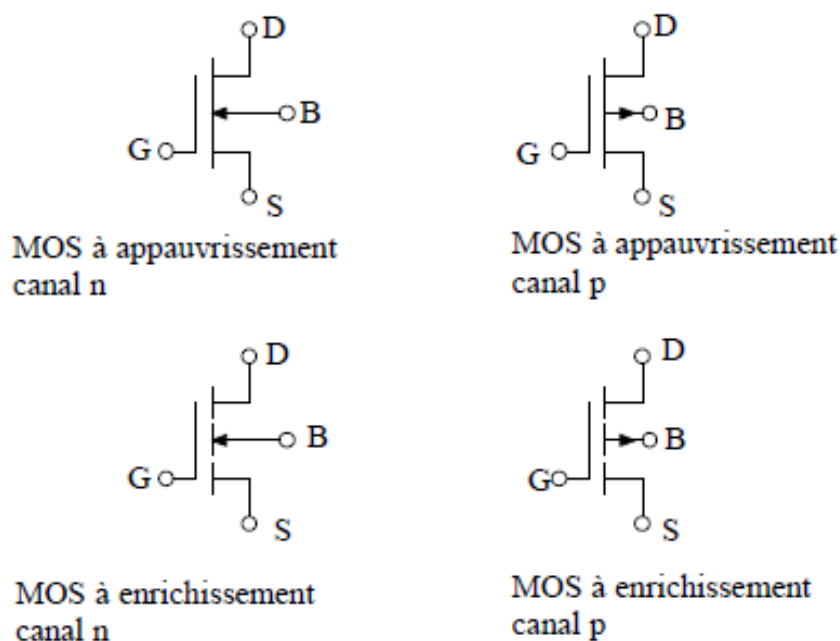 D
B
G
S
MOS à appauvrissement
canal n
D
B
G
S
MOS à appauvrissement
canal p
D
B
G
S
MOS à enrichissement
canal n
D
B
G
S
MOS à enrichissement
canal p